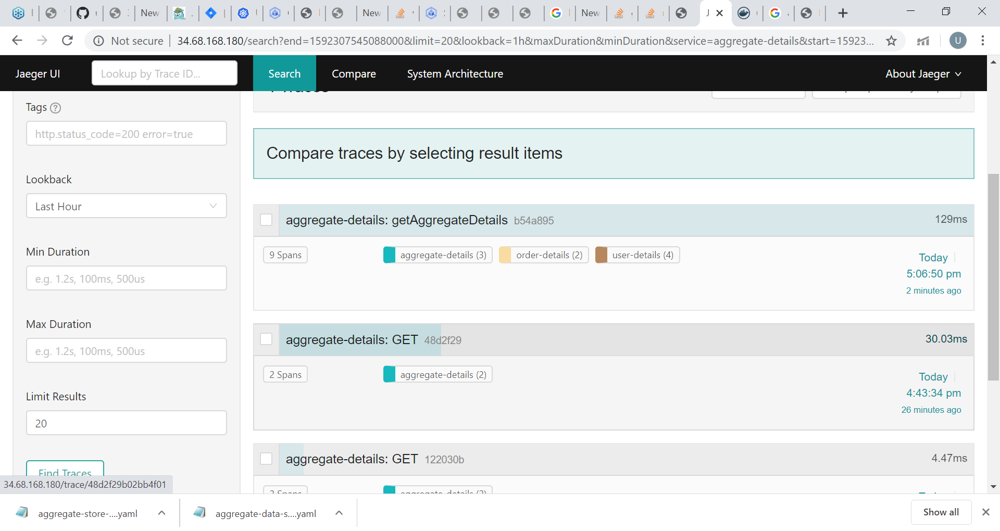 New
New
New
Not secure
34.68.168.180/search?end=1592307545088000&limit=20&lookback=1h&maxDuration&minDuration&service=aggregate-details&start=15923...
U
Jaeger UI
Lookup by Trace ID...
Search
Compare
System Architecture
About Jaeger
Tags ?
http.status_code=200 error=true
Lookback
Last Hour
Min Duration
e.g. 1.2s, 100ms, 500us
Max Duration
e.g. 1.2s, 100ms, 500us
Limit Results
20
Find Traces
34.68.168.180/trace/48d2f29b02bb4f01
Compare traces by selecting result items
aggregate-details: getAggregateDetails b54a895
129ms
9 Spans
aggregate-details (3)
order-details (2)
user-details (4)
Today
5:06:50 pm
2 minutes ago
aggregate-details: GET 48d2f29
30.03ms
2 Spans
aggregate-details (2)
Today
4:43:34 pm
26 minutes ago
aggregate-details: GET 122030b
4.47ms
2 Spans
aggregate-details (2)
aggregate-store-....yaml
aggregate-data-s....yaml
Show all